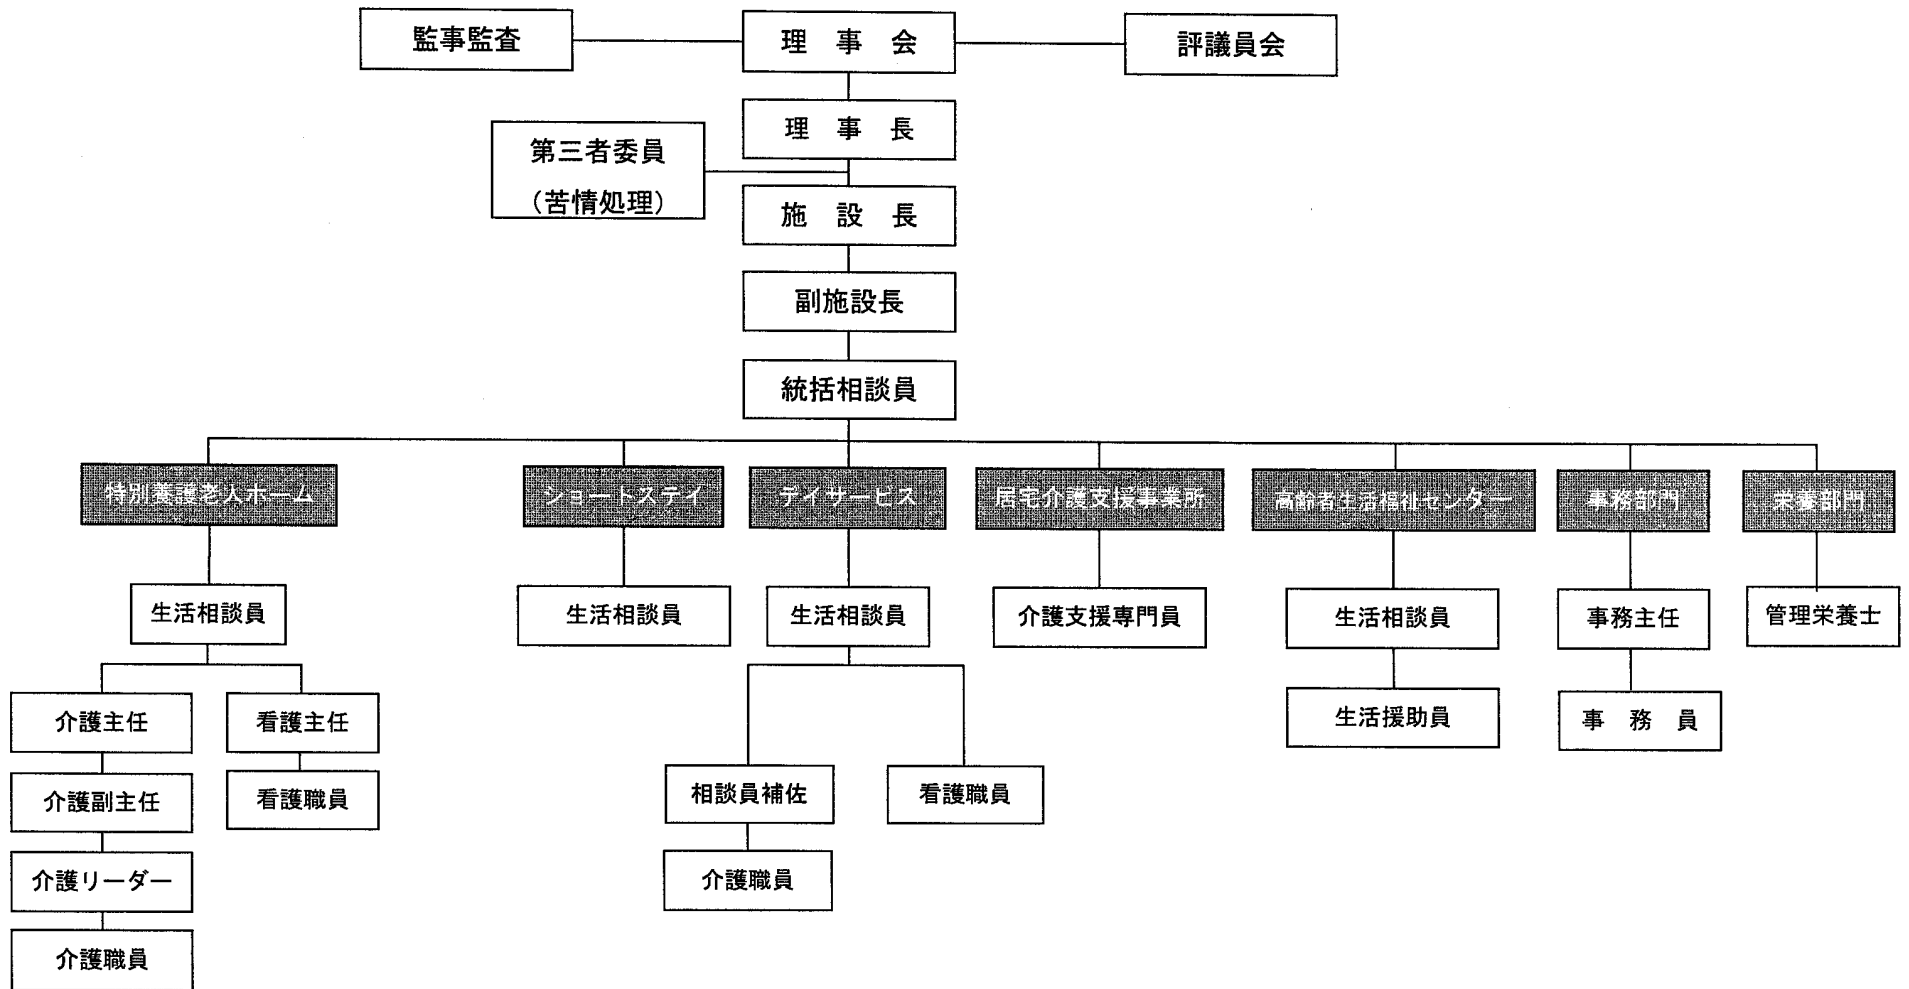 監事監査
理　事　会
評議員会
理　事　長
第三者委員
（苦情処理）
施　設　長
副施設長
統括相談員
特別養護老人ホーム
ショートステイ
デイサービス
居宅介護支援事業所
高齢者生活福祉センター
事務部門
栄養部門
生活相談員
生活相談員
生活相談員
介護支援専門員
生活相談員
事務主任
管理栄養士
介護主任
看護主任
生活援助員
事　務　員
介護副主任
看護職員
相談員補佐
看護職員
介護リーダー
介護職員
介護職員